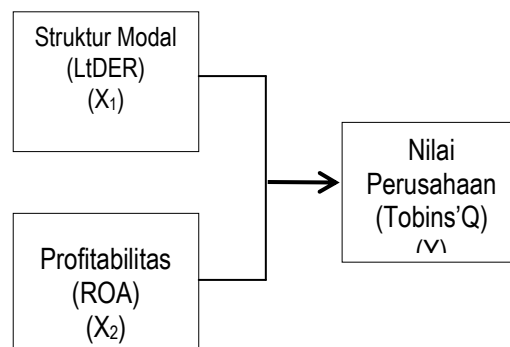 Struktur Modal
(LtDER)
(X₁)
Nilai
Perusahaan
(Tobins'Q)
(Y)
Profitabilitas
(ROA)
(X₂)